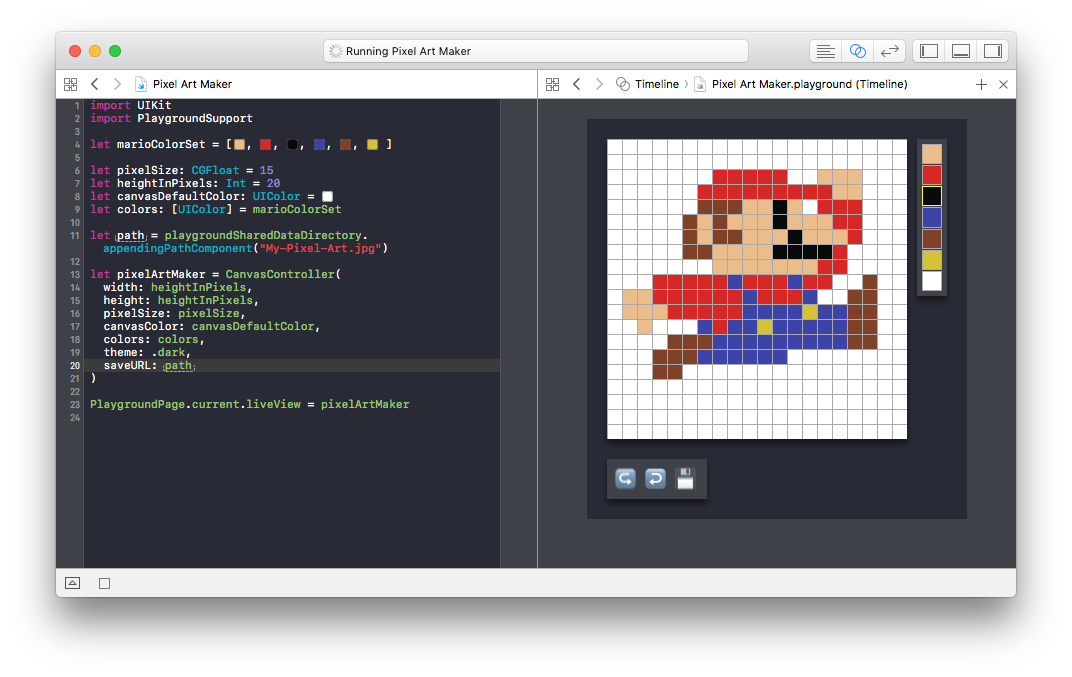 Running Pixel Art Maker
Pixel Art Maker
Timeline
Pixel Art Maker.playground (Timeline)
1 import UIKit
2 import PlaygroundSupport
3
4 let marioColorSet = [ , , , , , ]
5
6 let pixelSize: CGFloat = 15
7 let heightInPixels: Int = 20
8 let canvasDefaultColor: UIColor =
9 let colors: [UIColor] = marioColorSet
10
11 let path = playgroundSharedDataDirectory.
appendingPathComponent("My-Pixel-Art.jpg")
12
13 let pixelArtMaker = CanvasController(
14 width: heightInPixels,
15 height: heightInPixels,
16 pixelSize: pixelSize,
17 canvasColor: canvasDefaultColor,
18 colors: colors,
19 theme: .dark,
20 saveURL: path
21 )
22
23 PlaygroundPage.current.liveView = pixelArtMaker
24